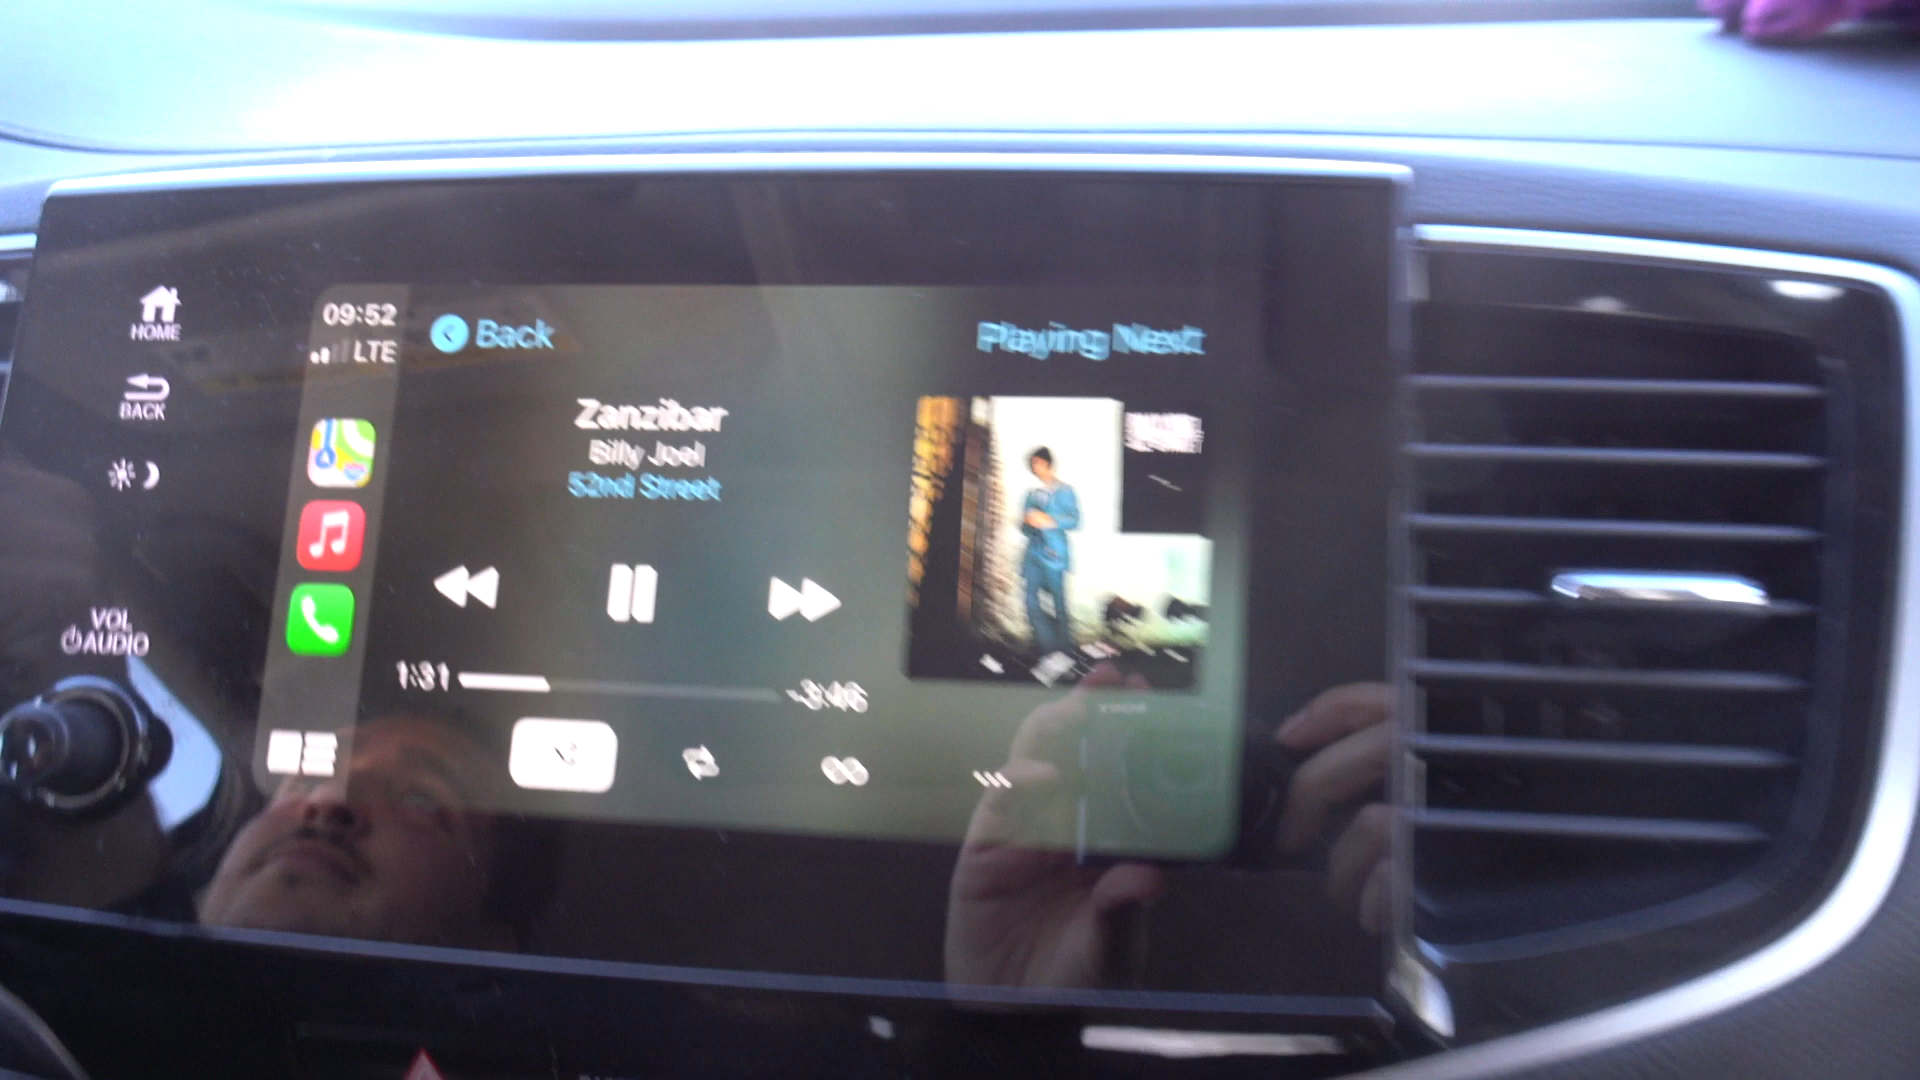 HOME
BACK
VOL
AUDIO
09:52
LTE
Back
Playing Next
Zanzibar
Billy Joel
52nd Street
1:31
-3:46